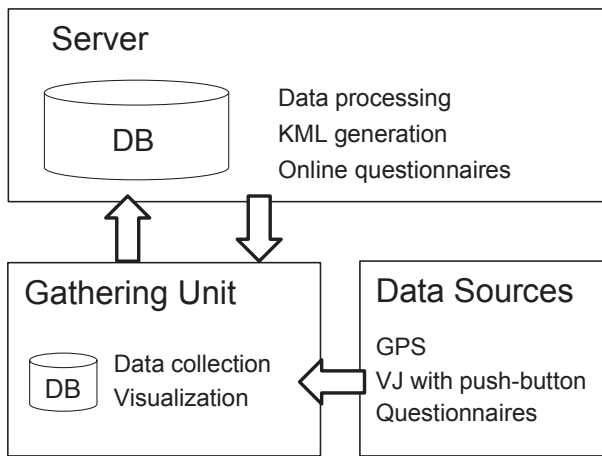 Server
DB
Data processing
KML generation
Online questionnaires
Gathering Unit
DB
Data collection
Visualization
Data Sources
GPS
VJ with push-button
Questionnaires